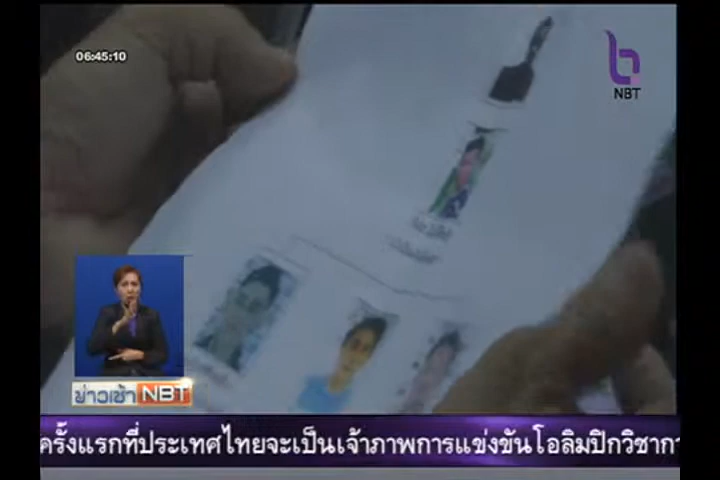 06:45:10
NBT
ข่าวเช้า NBT
ครั้งแรกที่ประเทศไทยจะเป็นเจ้าภาพการแข่งขันโอลิมปิกวิชากา